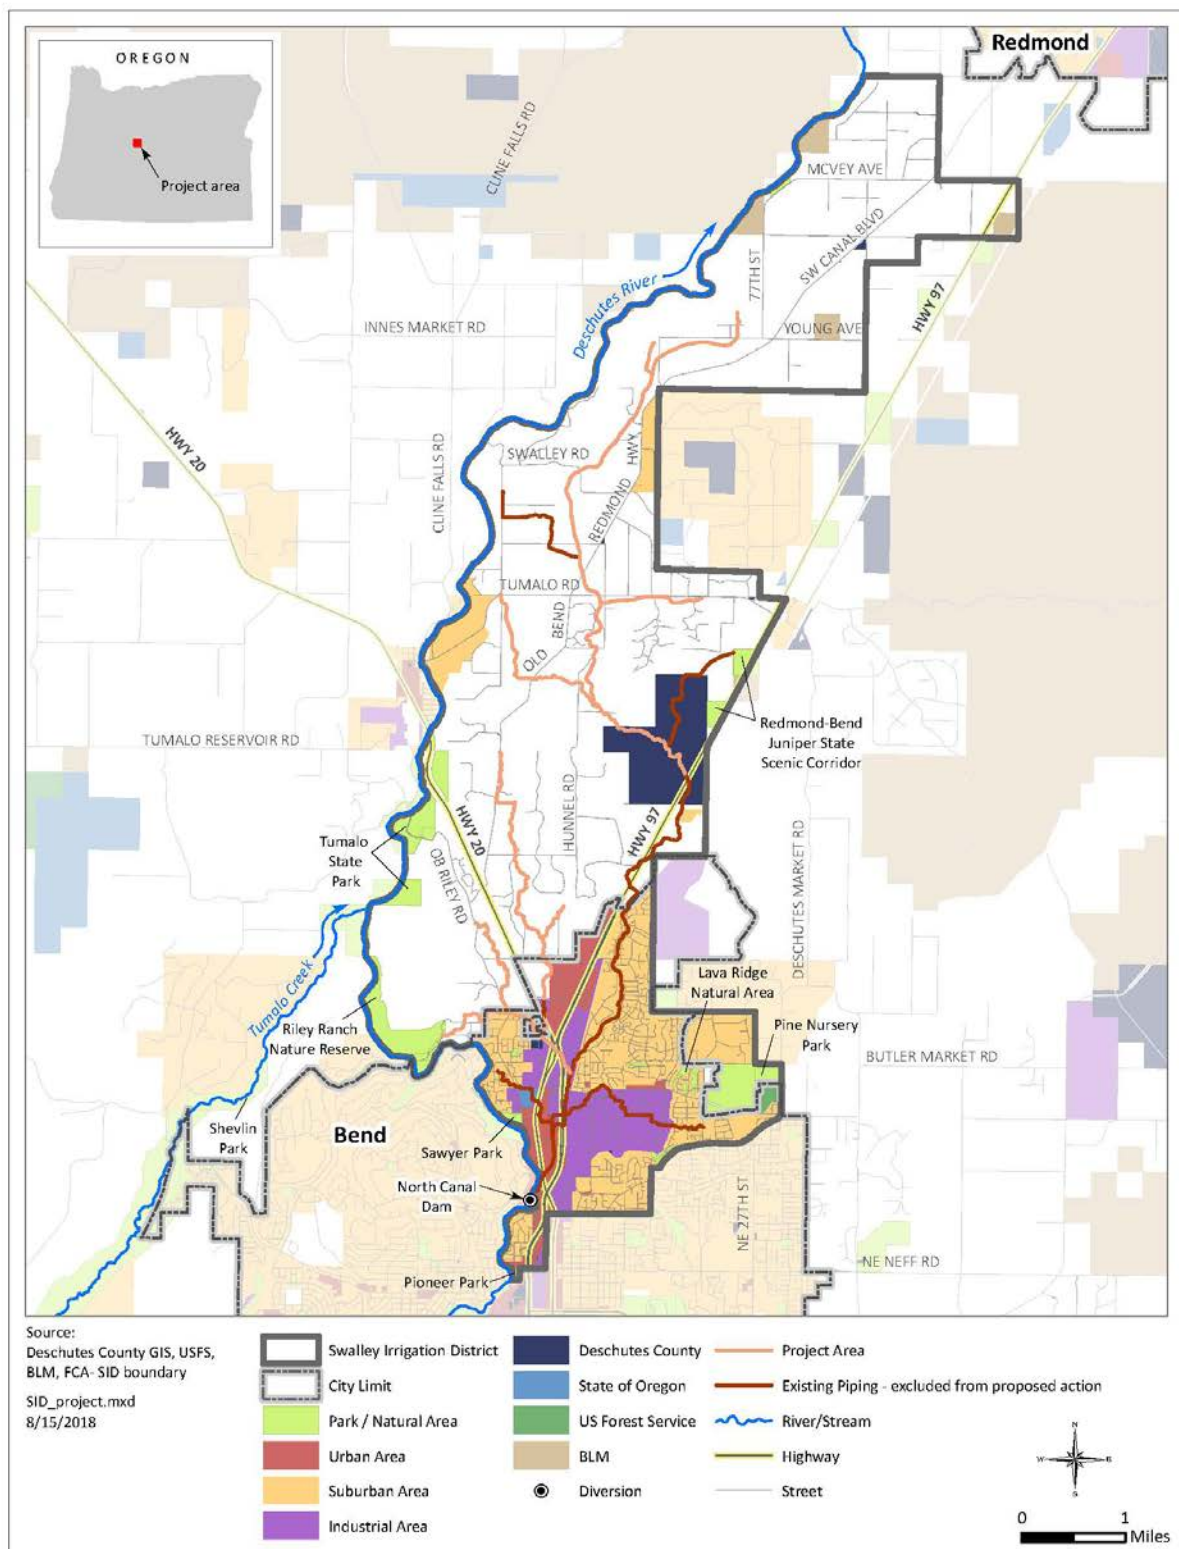 Redmond
OREGON
Project area
CLINE FALLS RD
MCVEY AVE
SW CANAL BLVD
77TH ST
Deschutes River
HWY 97
INNES MARKET RD
YOUNG AVE
HWY 20
CLINE FALLS RD
SWALLEY RD
REDMOND
HWY
TUMALO RD
BEND
OLD
Redmond-Bend
Juniper State
Scenic Corridor
TUMALO RESERVOIR RD
HUNNEL RD
HWY 20
HWY 97
DESCHUTES MARKET RD
Tumalo
State
Park
OB RILEY RD
Tumalo Creek
Lava Ridge
Natural Area
Riley Ranch
Nature Reserve
Pine Nursery
Park
BUTLER MARKET RD
Shevlin
Park
Bend
Sawyer Park
North Canal
Dam
NE 27TH ST
NE NEFF RD
Pioneer Park
Source:
Deschutes County GIS, USFS,
BLM, FCA- SID boundary
SID_project.mxd
8/15/2018
Swalley Irrigation District
City Limit
Park / Natural Area
Urban Area
Suburban Area
Industrial Area
Deschutes County
State of Oregon
US Forest Service
BLM
Diversion
Project Area
Existing Piping - excluded from proposed action
River/Stream
Highway
Street
N
W
E
S
0 1
Miles